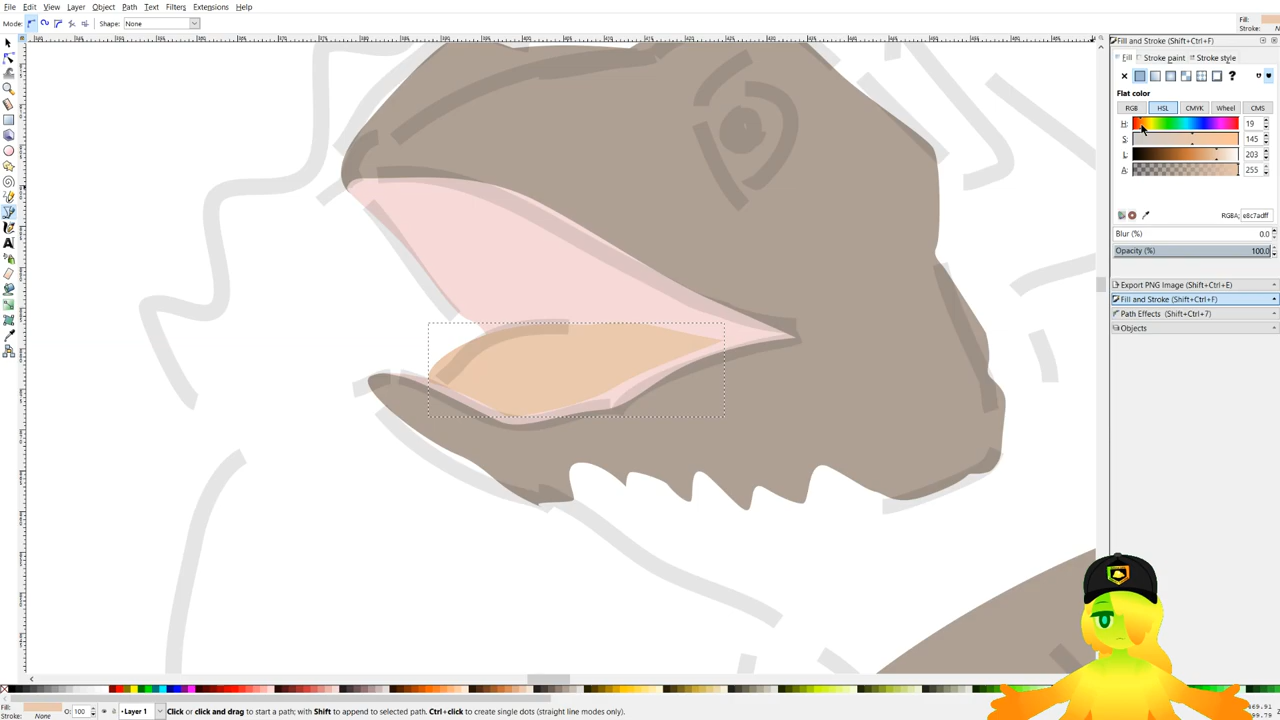 File Edit View Layer Object Path Text Filters Extensions Help
Mode: Shape: None Fill: Stroke: None
Fill and Stroke (Shift+Ctrl+F)
Fill Stroke paint Stroke style
?
Flat color
RGB HSL CMYK Wheel CMS
H: 19
S: 145
L: 203
A: 255
RGBA: e8c7adff
Blur (%) 0.0
Opacity (%) 100.0
Export PNG Image (Shift+Ctrl+E)
Fill and Stroke (Shift+Ctrl+F)
Path Effects (Shift+Ctrl+7)
Objects
Fill:
Stroke: None
O: 100
Layer 1
Click or click and drag to start a path; with Shift to append to selected path. Ctrl+click to create single dots (straight line modes only).